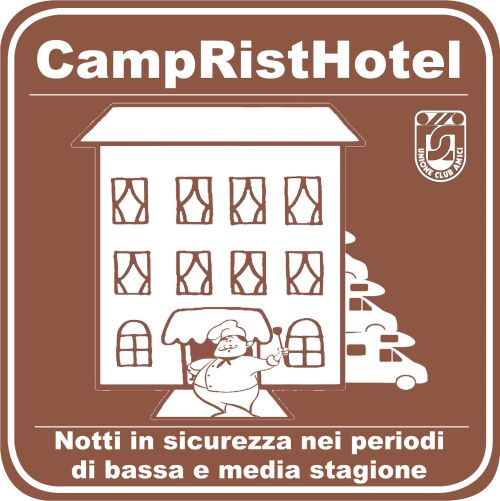 CampRistHotel
UNIONE CLUB AMICI
Notti in sicurezza nei periodi
di bassa e media stagione